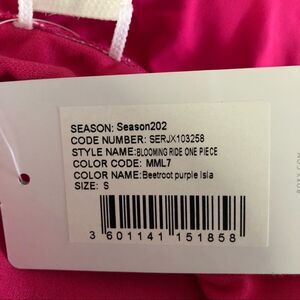 SEASON: Season202
CODE NUMBER: SERJX103258
STYLE NAME:BLOOMING RIDE ONE PIECE
COLOR CODE: MML7
COLOR NAME:Beetroot purple isla
SIZE: S
3 601141 151858